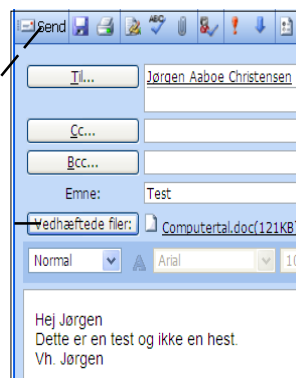 Send
Til... Jørgen Aaboe Christensen
Cc...
Bcc...
Emne: Test
Vedhæftede filer: Computertal.doc(121KB)
Normal Arial 10
Hej Jørgen
Dette er en test og ikke en hest.
Vh. Jørgen